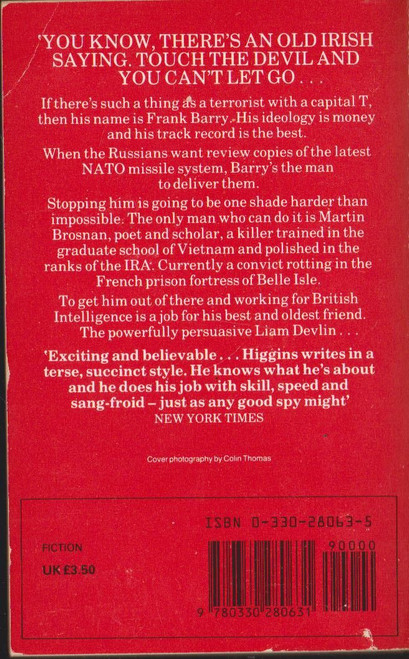 'YOU KNOW, THERE'S AN OLD IRISH
SAYING. TOUCH THE DEVIL AND
YOU CAN'T LET GO . . .
If there's such a thing as a terrorist with a capital T,
then his name is Frank Barry. His ideology is money
and his track record is the best.
When the Russians want review copies of the latest
NATO missile system, Barry's the man
to deliver them.
Stopping him is going to be one shade harder than
impossible. The only man who can do it is Martin
Brosnan, poet and scholar, a killer trained in the
graduate school of Vietnam and polished in the
ranks of the IRA. Currently a convict rotting in the
French prison fortress of Belle Isle.
To get him out of there and working for British
Intelligence is a job for his best and oldest friend.
The powerfully persuasive Liam Devlin . . .
'Exciting and believable . . . Higgins writes in a
terse, succinct style. He knows what he's about
and he does his job with skill, speed and
sang-froid – just as any good spy might'
NEW YORK TIMES
Cover photography by Colin Thomas
ISBN 0-330-28063-5
FICTION
90000
UK £3.50
9 780330 280631